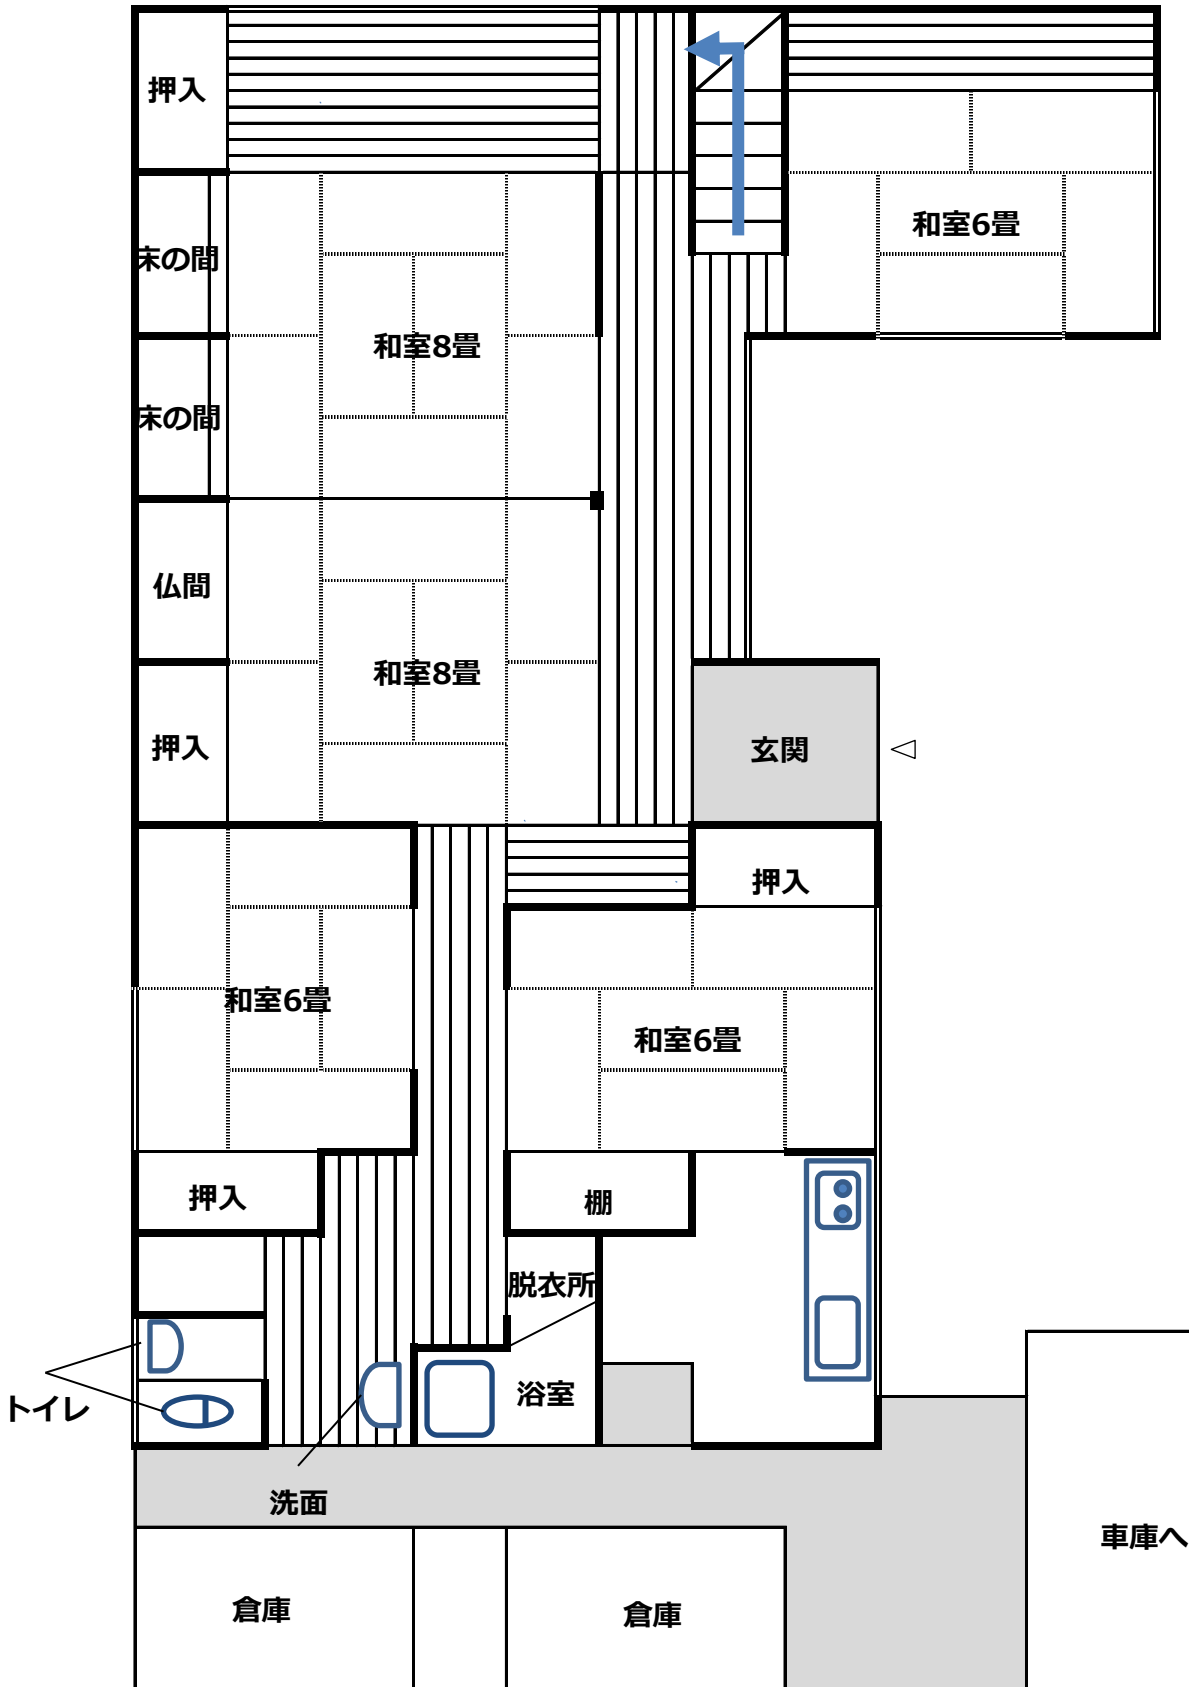 押入
床の間
和室6畳
和室8畳
床の間
仏間
和室8畳
押入
玄関
押入
和室6畳
和室6畳
押入
棚
脱衣所
浴室
トイレ
洗面
車庫へ
倉庫
倉庫